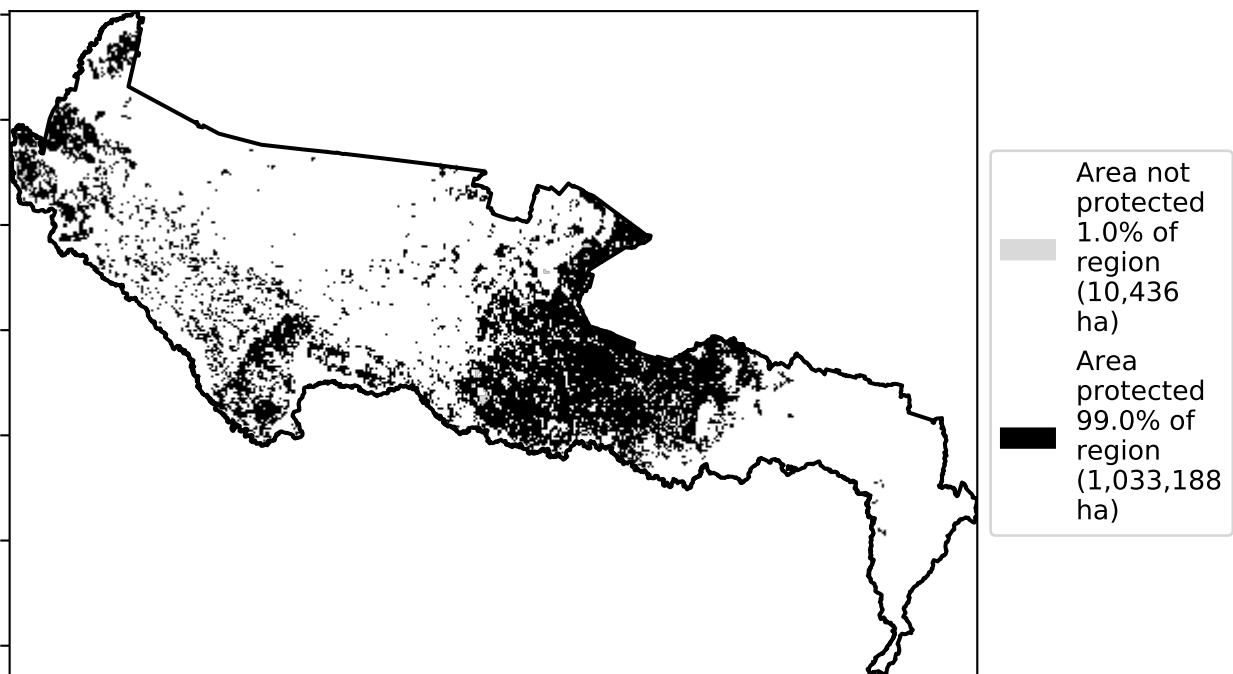 Area not
protected
1.0% of
region
(10,436
ha)
Area
protected
99.0% of
region
(1,033,188
ha)